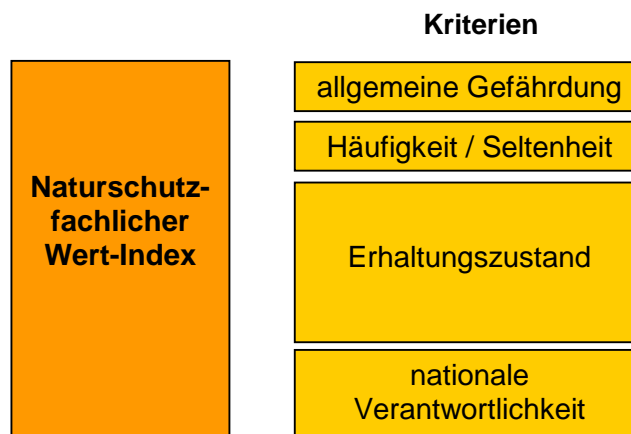 Kriterien
Naturschutz-
fachlicher
Wert-Index
allgemeine Gefährdung
Häufigkeit / Seltenheit
Erhaltungszustand
nationale
Verantwortlichkeit